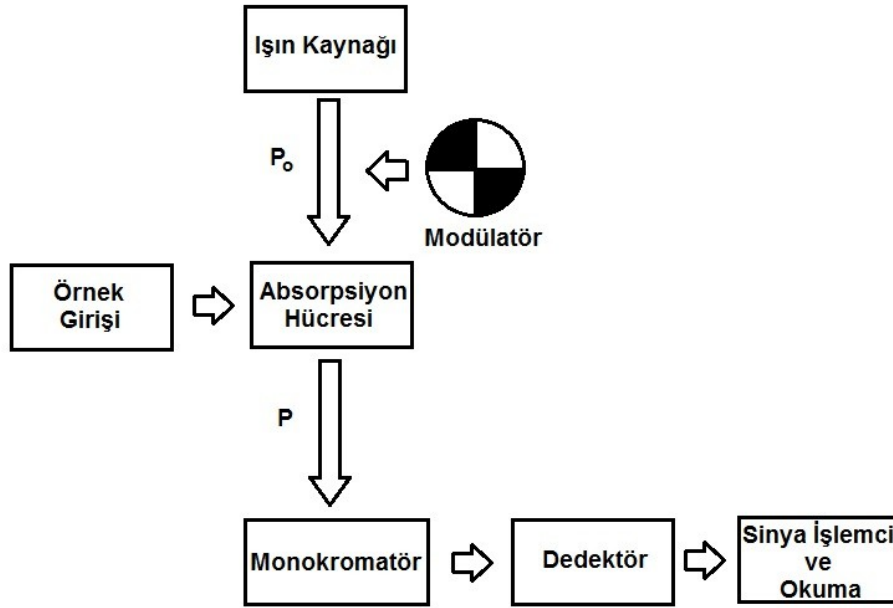 Işın Kaynağı
Po
Modülatör
Örnek
Girişi
Absorpsiyon
Hücresi
P
Monokromatör
Dedektör
Sinya İşlemci
ve
Okuma